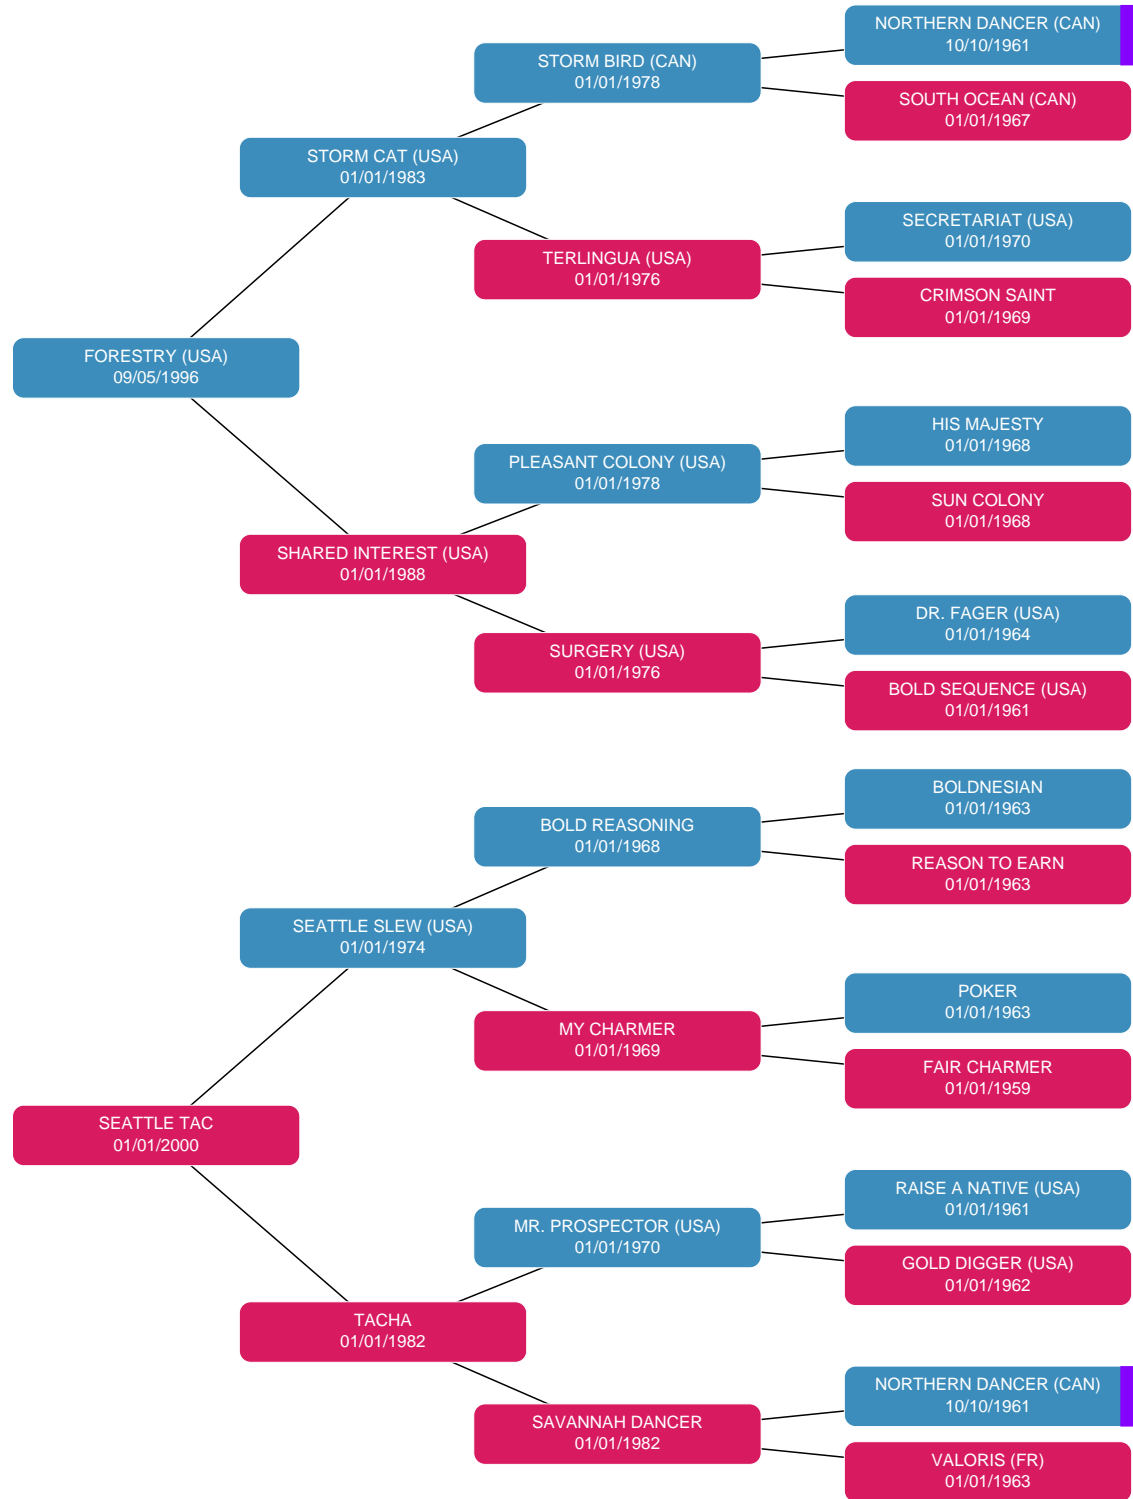 NORTHERN DANCER (CAN)
10/10/1961
STORM BIRD (CAN)
01/01/1978
SOUTH OCEAN (CAN)
01/01/1967
STORM CAT (USA)
01/01/1983
SECRETARIAT (USA)
01/01/1970
TERLINGUA (USA)
01/01/1976
CRIMSON SAINT
01/01/1969
FORESTRY (USA)
09/05/1996
HIS MAJESTY
01/01/1968
PLEASANT COLONY (USA)
01/01/1978
SUN COLONY
01/01/1968
SHARED INTEREST (USA)
01/01/1988
DR. FAGER (USA)
01/01/1964
SURGERY (USA)
01/01/1976
BOLD SEQUENCE (USA)
01/01/1961
BOLDNESIAN
01/01/1963
BOLD REASONING
01/01/1968
REASON TO EARN
01/01/1963
SEATTLE SLEW (USA)
01/01/1974
POKER
01/01/1963
MY CHARMER
01/01/1969
FAIR CHARMER
01/01/1959
SEATTLE TAC
01/01/2000
RAISE A NATIVE (USA)
01/01/1961
MR. PROSPECTOR (USA)
01/01/1970
GOLD DIGGER (USA)
01/01/1962
TACHA
01/01/1982
NORTHERN DANCER (CAN)
10/10/1961
SAVANNAH DANCER
01/01/1982
VALORIS (FR)
01/01/1963